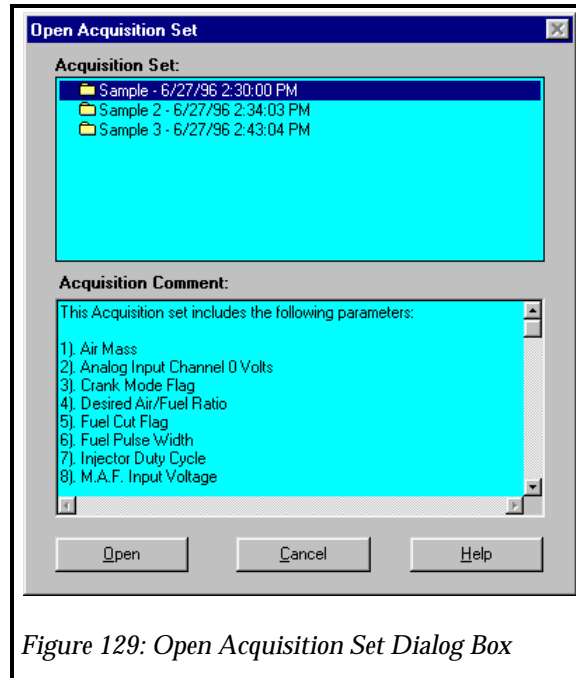 Open Acquisition Set
Acquisition Set:
Sample - 6/27/96 2:30:00 PM
Sample 2 - 6/27/96 2:34:03 PM
Sample 3 - 6/27/96 2:43:04 PM
Acquisition Comment:
This Acquisition set includes the following parameters:
1). Air Mass
2). Analog Input Channel 0 Volts
3). Crank Mode Flag
4). Desired Air/Fuel Ratio
5). Fuel Cut Flag
6). Fuel Pulse Width
7). Injector Duty Cycle
8). M.A.F. Input Voltage
Open Cancel Help
Figure 129: Open Acquisition Set Dialog Box